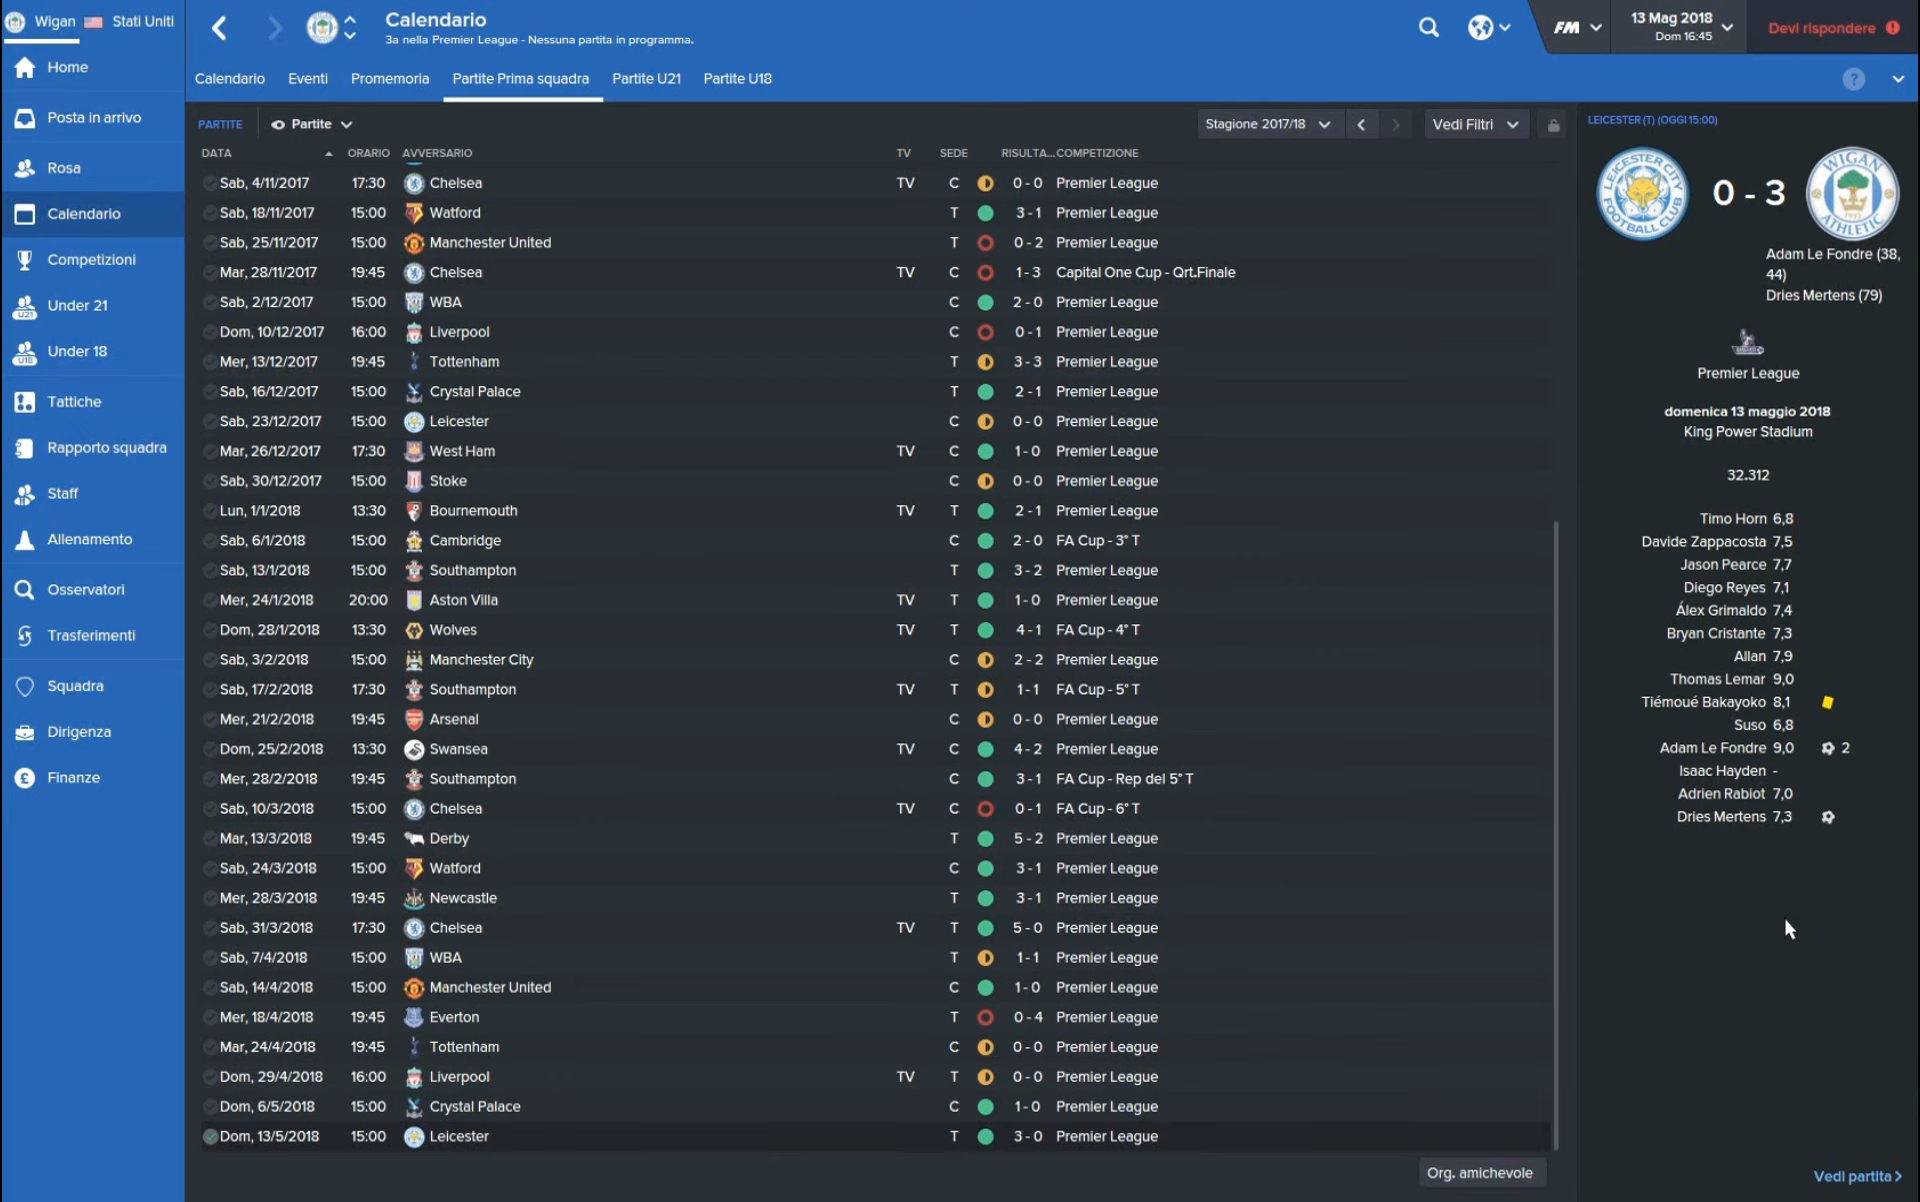 Wigan Stati Uniti
Calendario
3a nella Premier League - Nessuna partita in programma.
FM
13 Mag 2018
Dom 16:45
Devi rispondere
Home
Posta in arrivo
Rosa
Calendario
Competizioni
Under 21
Under 18
Tattiche
Rapporto squadra
Staff
Allenamento
Osservatori
Trasferimenti
Squadra
Dirigenza
Finanze
Calendario Eventi Promemoria Partite Prima squadra Partite U21 Partite U18
PARTITE Partite Stagione 2017/18 Vedi Filtri
DATA ORARIO AVVERSARIO TV SEDE RISULTA... COMPETIZIONE
Sab, 4/11/2017 17:30 Chelsea TV C 0 - 0 Premier League
Sab, 18/11/2017 15:00 Watford T 3 - 1 Premier League
Sab, 25/11/2017 15:00 Manchester United T 0 - 2 Premier League
Mar, 28/11/2017 19:45 Chelsea TV C 1 - 3 Capital One Cup - Qrt.Finale
Sab, 2/12/2017 15:00 WBA C 2 - 0 Premier League
Dom, 10/12/2017 16:00 Liverpool C 0 - 1 Premier League
Mer, 13/12/2017 19:45 Tottenham T 3 - 3 Premier League
Sab, 16/12/2017 15:00 Crystal Palace T 2 - 1 Premier League
Sab, 23/12/2017 15:00 Leicester C 0 - 0 Premier League
Mar, 26/12/2017 17:30 West Ham TV C 1 - 0 Premier League
Sab, 30/12/2017 15:00 Stoke C 0 - 0 Premier League
Lun, 1/1/2018 13:30 Bournemouth TV T 2 - 1 Premier League
Sab, 6/1/2018 15:00 Cambridge C 2 - 0 FA Cup - 3° T
Sab, 13/1/2018 15:00 Southampton T 3 - 2 Premier League
Mer, 24/1/2018 20:00 Aston Villa TV T 1 - 0 Premier League
Dom, 28/1/2018 13:30 Wolves TV T 4 - 1 FA Cup - 4° T
Sab, 3/2/2018 15:00 Manchester City C 2 - 2 Premier League
Sab, 17/2/2018 17:30 Southampton TV T 1 - 1 FA Cup - 5° T
Mer, 21/2/2018 19:45 Arsenal C 0 - 0 Premier League
Dom, 25/2/2018 13:30 Swansea TV C 4 - 2 Premier League
Mer, 28/2/2018 19:45 Southampton C 3 - 1 FA Cup - Rep del 5° T
Sab, 10/3/2018 15:00 Chelsea TV C 0 - 1 FA Cup - 6° T
Mar, 13/3/2018 19:45 Derby T 5 - 2 Premier League
Sab, 24/3/2018 15:00 Watford C 3 - 1 Premier League
Mer, 28/3/2018 19:45 Newcastle T 3 - 1 Premier League
Sab, 31/3/2018 17:30 Chelsea TV T 5 - 0 Premier League
Sab, 7/4/2018 15:00 WBA T 1 - 1 Premier League
Sab, 14/4/2018 15:00 Manchester United C 1 - 0 Premier League
Mer, 18/4/2018 19:45 Everton T 0 - 4 Premier League
Mar, 24/4/2018 19:45 Tottenham C 0 - 0 Premier League
Dom, 29/4/2018 16:00 Liverpool TV T 0 - 0 Premier League
Dom, 6/5/2018 15:00 Crystal Palace C 1 - 0 Premier League
Dom, 13/5/2018 15:00 Leicester T 3 - 0 Premier League
Org. amichevole
LEICESTER (T) (OGGI 15:00)
LEICESTER CITY FOOTBALL CLUB
0 - 3
WIGAN ATHLETIC
Adam Le Fondre (38,
44)
Dries Mertens (79)
Premier League
domenica 13 maggio 2018
King Power Stadium
32.312
Timo Horn 6,8
Davide Zappacosta 7,5
Jason Pearce 7,7
Diego Reyes 7,1
Álex Grimaldo 7,4
Bryan Cristante 7,3
Allan 7,9
Thomas Lemar 9,0
Tiémoué Bakayoko 8,1
Suso 6,8
Adam Le Fondre 9,0 2
Isaac Hayden -
Adrien Rabiot 7,0
Dries Mertens 7,3
Vedi partita >